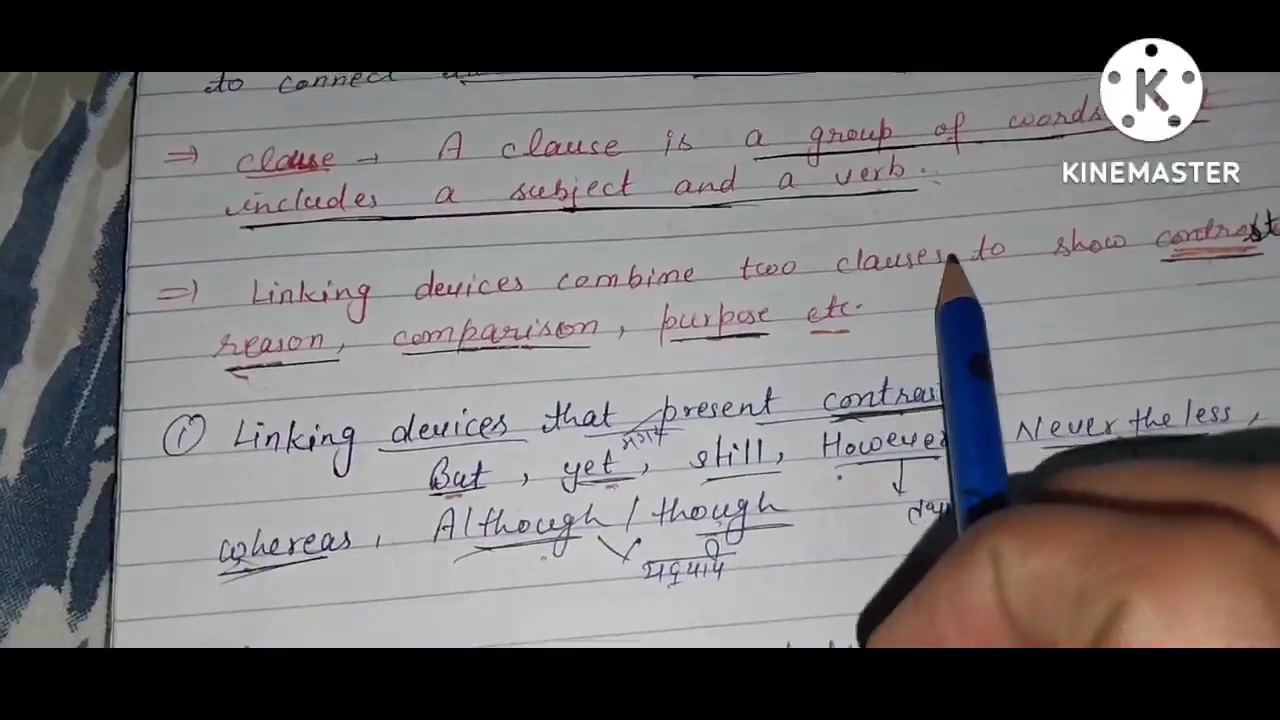 to connect
⇒ clause → A clause is a group of words
includes a subject and a verb.
⇒ Linking devices combine two clauses to show contrast
reason, comparison, purpose etc.
① Linking devices that present contras
But, yet, still, However Never the less,
whereas, Although / though
K
KINEMASTER